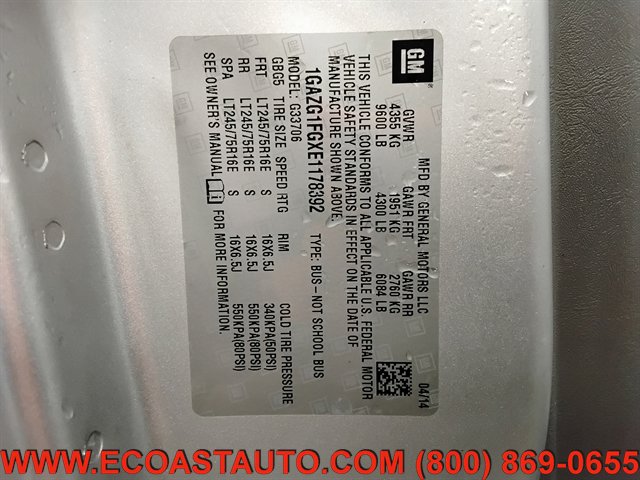 GM
MFD BY GENERAL MOTORS LLC
04/14
GVWR GAWR FRT GAWR RR
4355 KG 1951 KG 2760 KG
9600 LB 4300 LB 6084 LB
THIS VEHICLE CONFORMS TO ALL APPLICABLE U.S. FEDERAL MOTOR
VEHICLE SAFETY STANDARDS IN EFFECT ON THE DATE OF
MANUFACTURE SHOWN ABOVE.
1GAZG1FGXE1178392 TYPE: BUS-NOT SCHOOL BUS
MODEL: G33706
GBG5 TIRE SIZE SPEED RTG RIM COLD TIRE PRESSURE
FRT LT245/75R16E S 16X6.5J 340KPA(50PSI)
RR LT245/75R16E S 16X6.5J 550KPA(80PSI)
SPA LT245/75R16E S 16X6.5J 550KPA(80PSI)
SEE OWNER'S MANUAL FOR MORE INFORMATION.
WWW.ECOASTAUTO.COM (800) 869-0655